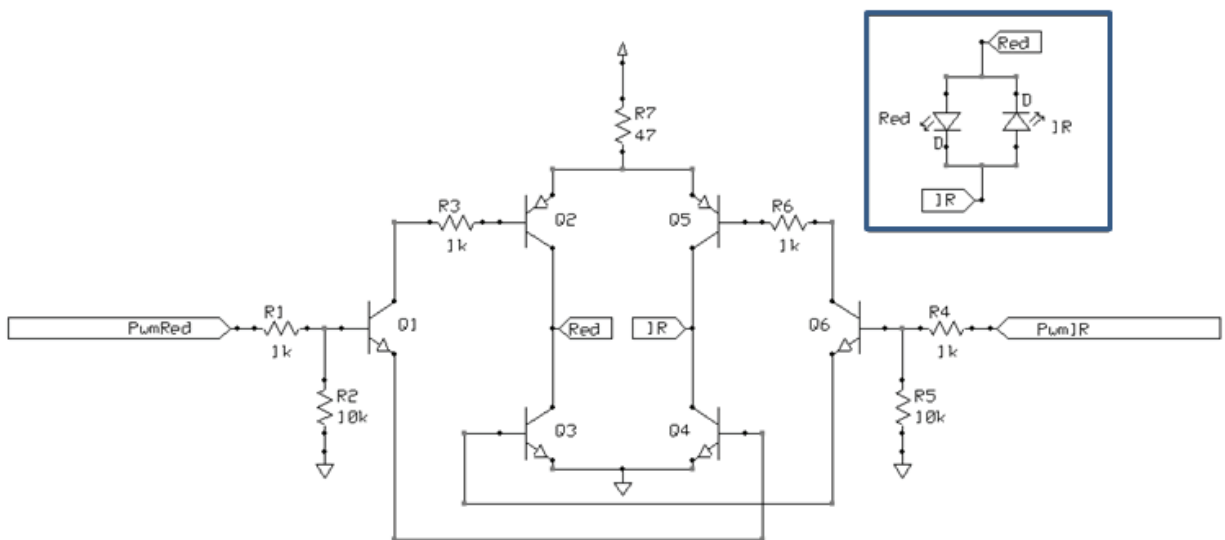 Red
R7
47
Red
D
D
IR
IR
R3
1k
Q2
Q5
R6
1k
PwmRed
R1
1k
Q1
Red
IR
Q6
R4
1k
PwmIR
R2
10k
Q3
Q4
R5
10k